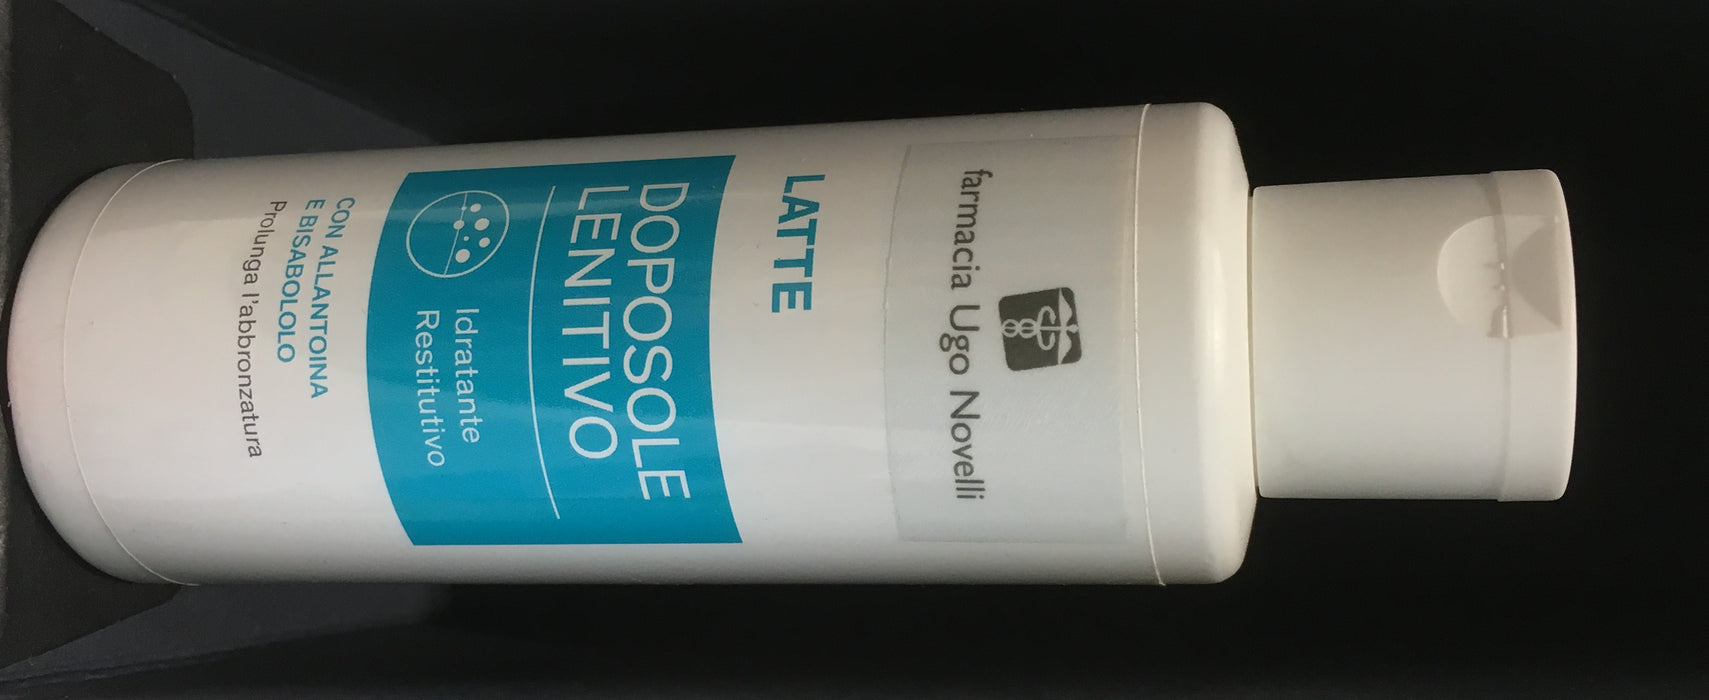 farmacia Ugo Novelli
LATTE
DOPOSOLE
LENITIVO
Idratante
Restitutivo
CON ALLANTOINA
E BISABOLOLO
Prolunga l'abbronzatura